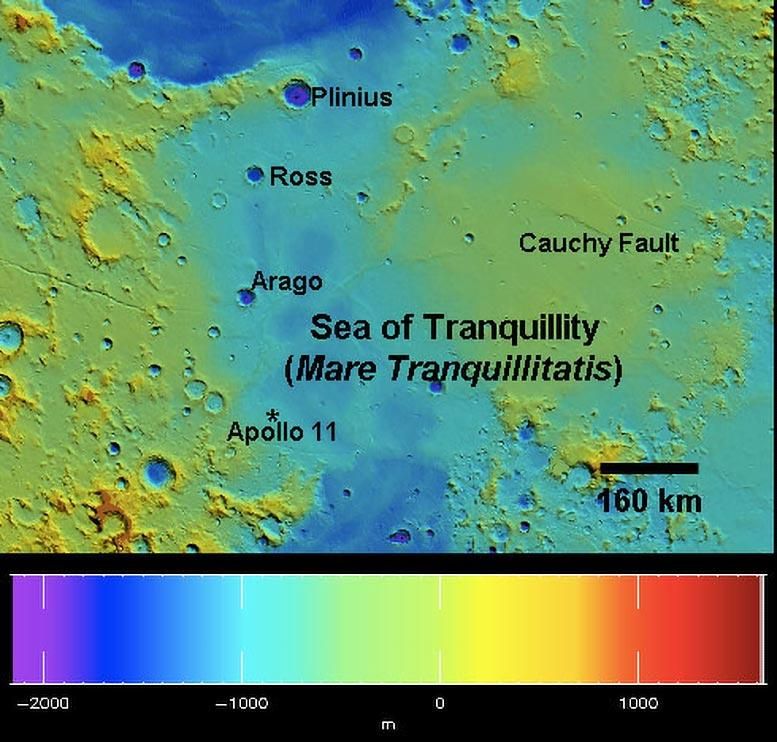 Plinius
Ross
Cauchy Fault
Arago
Sea of Tranquillity
(Mare Tranquillitatis)
*
Apollo 11
160 km
−2000 −1000 0 1000
m